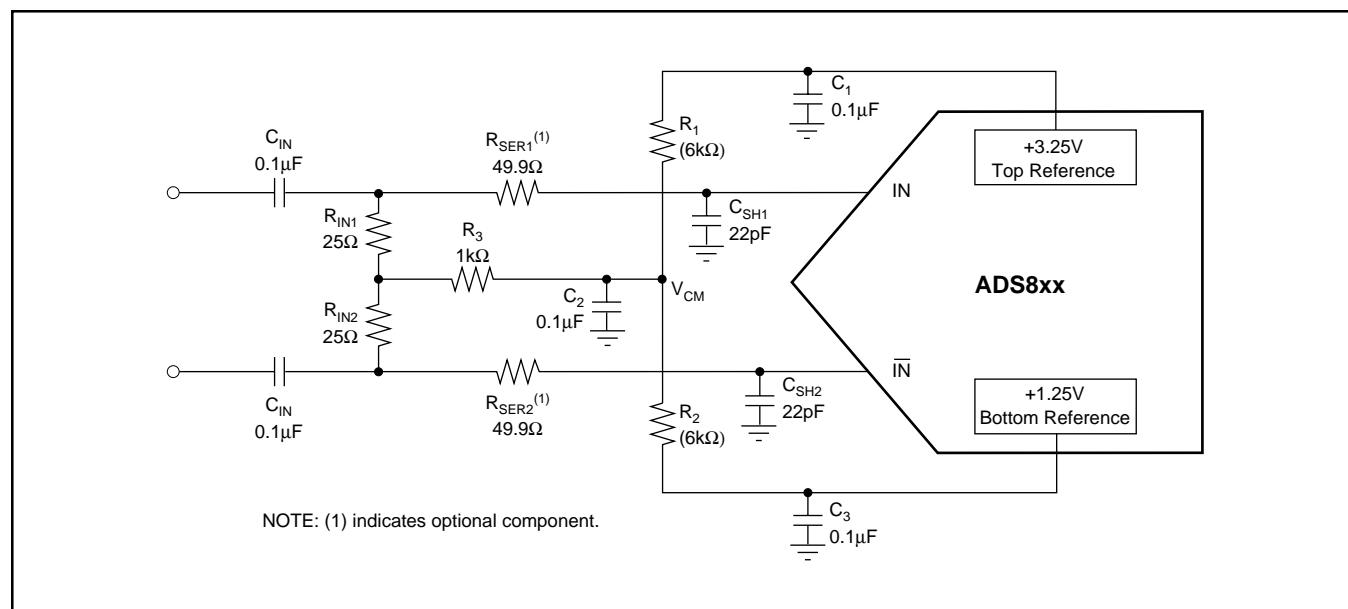 C1
0.1μF
R1
(6kΩ)
CIN
0.1μF
RSER1(1)
49.9Ω
+3.25V
Top Reference
IN
CSH1
22pF
RIN1
25Ω
R3
1kΩ
VCM
ADS8xx
C2
0.1μF
RIN2
25Ω
IN
CSH2
22pF
+1.25V
Bottom Reference
CIN
0.1μF
RSER2(1)
49.9Ω
R2
(6kΩ)
C3
0.1μF
NOTE: (1) indicates optional component.